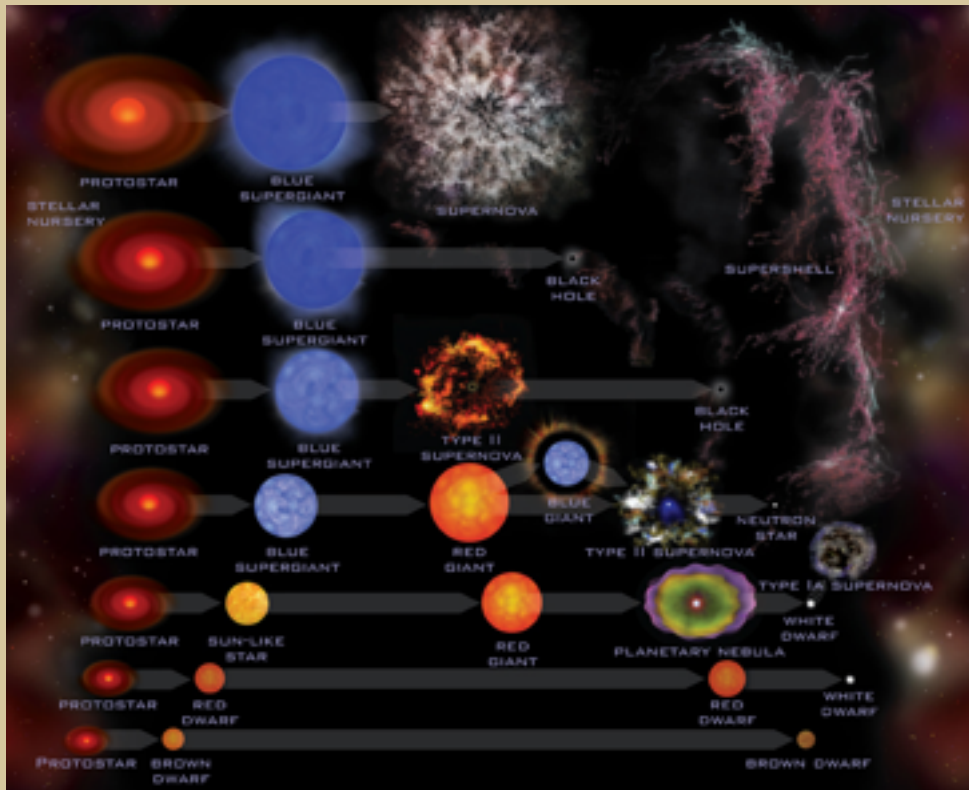 PROTOSTAR
BLUE
SUPERGIANT
SUPERNOVA
STELLAR
NURSERY
STELLAR
NURSERY
PROTOSTAR
BLUE
SUPERGIANT
BLACK
HOLE
SUPERSHELL
PROTOSTAR
BLUE
SUPERGIANT
TYPE II
SUPERNOVA
BLACK
HOLE
PROTOSTAR
BLUE
SUPERGIANT
RED
GIANT
BLUE
GIANT
TYPE II SUPERNOVA
NEUTRON
STAR
TYPE IA SUPERNOVA
PROTOSTAR
SUN-LIKE
STAR
RED
GIANT
PLANETARY NEBULA
WHITE
DWARF
PROTOSTAR
RED
DWARF
RED
DWARF
WHITE
DWARF
PROTOSTAR
BROWN
DWARF
BROWN DWARF